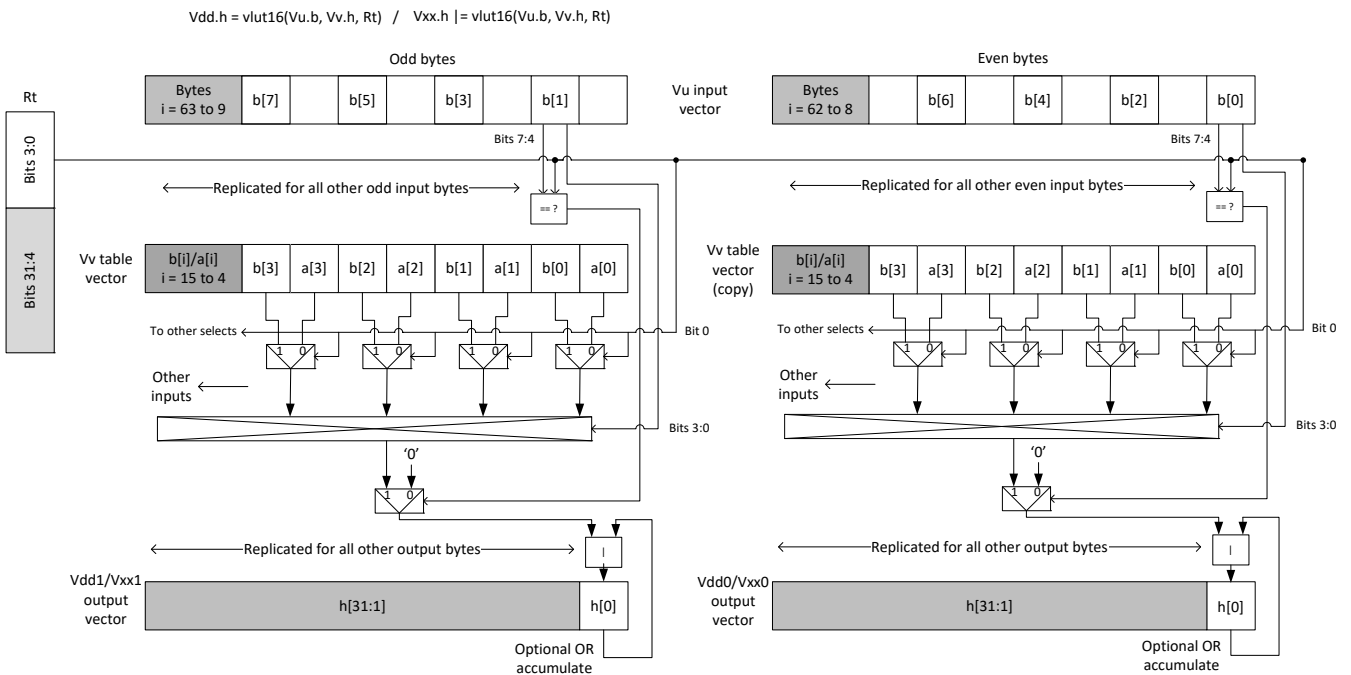 Vdd.h = vlut16(Vu.b, Vv.h, Rt) / Vxx.h |= vlut16(Vu.b, Vv.h, Rt)
Odd bytes
Even bytes
Rt
Bits 3:0
Bits 31:4
Bytes
i = 63 to 9
b[7]
b[5]
b[3]
b[1]
Vu input
vector
Bytes
i = 62 to 8
b[6]
b[4]
b[2]
b[0]
Bits 7:4
Bits 7:4
Replicated for all other odd input bytes
== ?
Replicated for all other even input bytes
== ?
Vv table
vector
b[i]/a[i]
i = 15 to 4
b[3]
a[3]
b[2]
a[2]
b[1]
a[1]
b[0]
a[0]
Vv table
vector
(copy)
b[i]/a[i]
i = 15 to 4
b[3]
a[3]
b[2]
a[2]
b[1]
a[1]
b[0]
a[0]
To other selects
Bit 0
1 0
1 0
1 0
1 0
To other selects
Bit 0
1 0
1 0
1 0
1 0
Other
inputs
Other
inputs
Bits 3:0
Bits 3:0
'0'
1 0
'0'
1 0
Replicated for all other output bytes
|
Replicated for all other output bytes
|
Vdd1/Vxx1
output
vector
h[31:1]
h[0]
Vdd0/Vxx0
output
vector
h[31:1]
h[0]
Optional OR
accumulate
Optional OR
accumulate